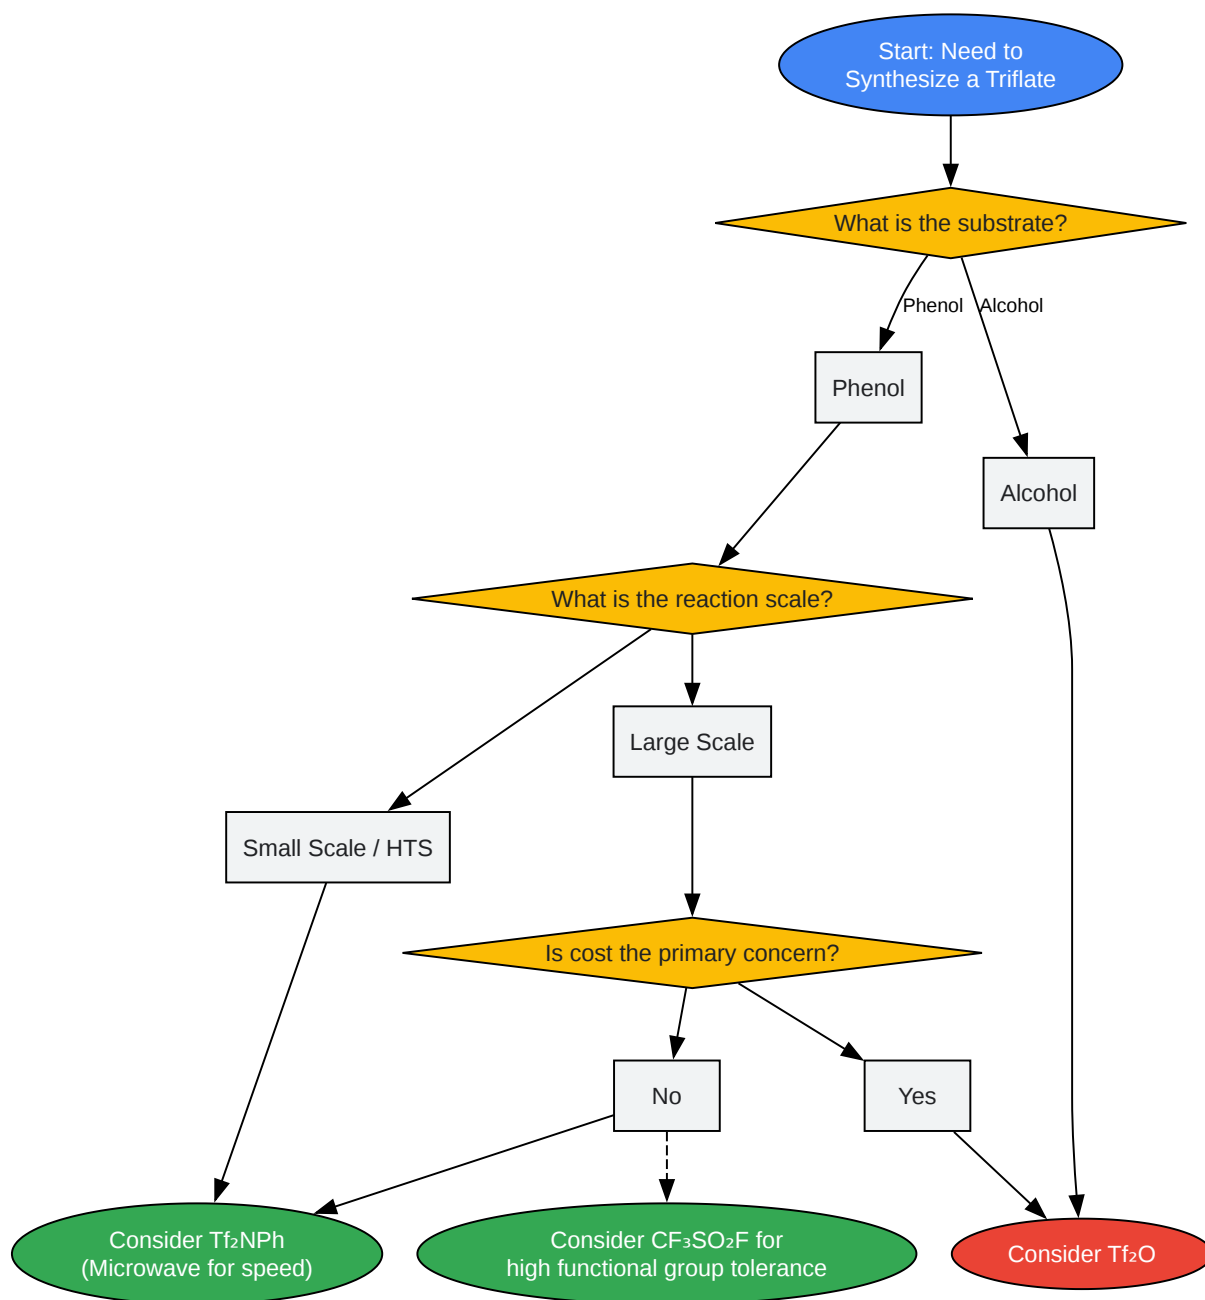 Start: Need to
Synthesize a Triflate
What is the substrate?
Phenol
Alcohol
Phenol
Alcohol
What is the reaction scale?
Large Scale
Small Scale / HTS
Is cost the primary concern?
No
Yes
Consider Tf₂NPh
(Microwave for speed)
Consider CF₃SO₂F for
high functional group tolerance
Consider Tf₂O